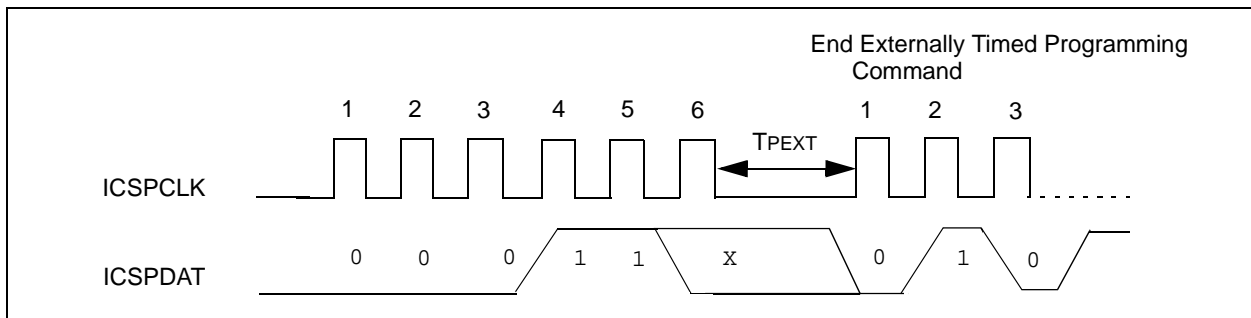 End Externally Timed Programming
Command
1 2 3 4 5 6 1 2 3
TPEXT
ICSPCLK
0 0 0 1 1 X 0 1 0
ICSPDAT